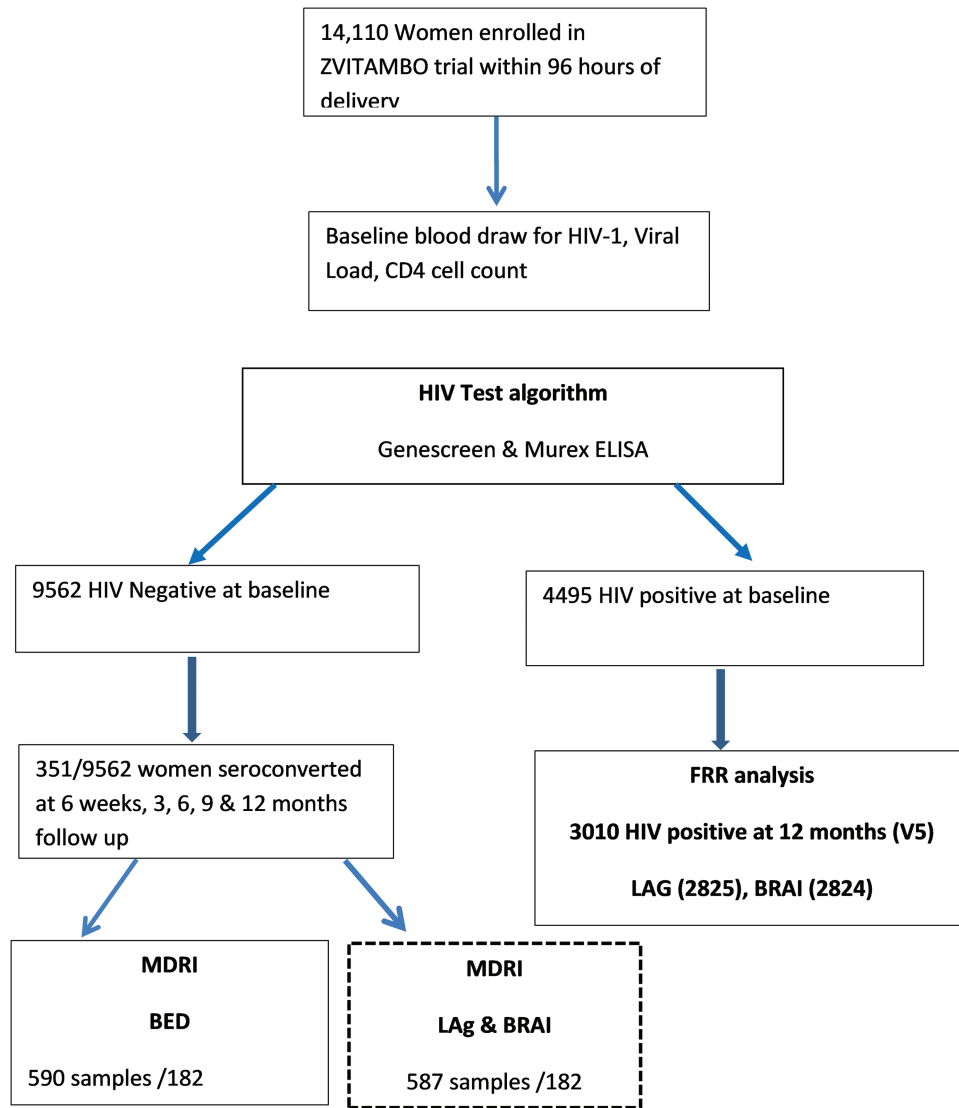 14,110 Women enrolled in
ZVITAMBO trial within 96 hours of
delivery
Baseline blood draw for HIV-1, Viral
Load, CD4 cell count
HIV Test algorithm
Genescreen & Murex ELISA
9562 HIV Negative at baseline
4495 HIV positive at baseline
351/9562 women seroconverted
at 6 weeks, 3, 6, 9 & 12 months
follow up
FRR analysis
3010 HIV positive at 12 months (V5)
LAG (2825), BRAI (2824)
MDRI
BED
590 samples /182
MDRI
LAg & BRAI
587 samples /182